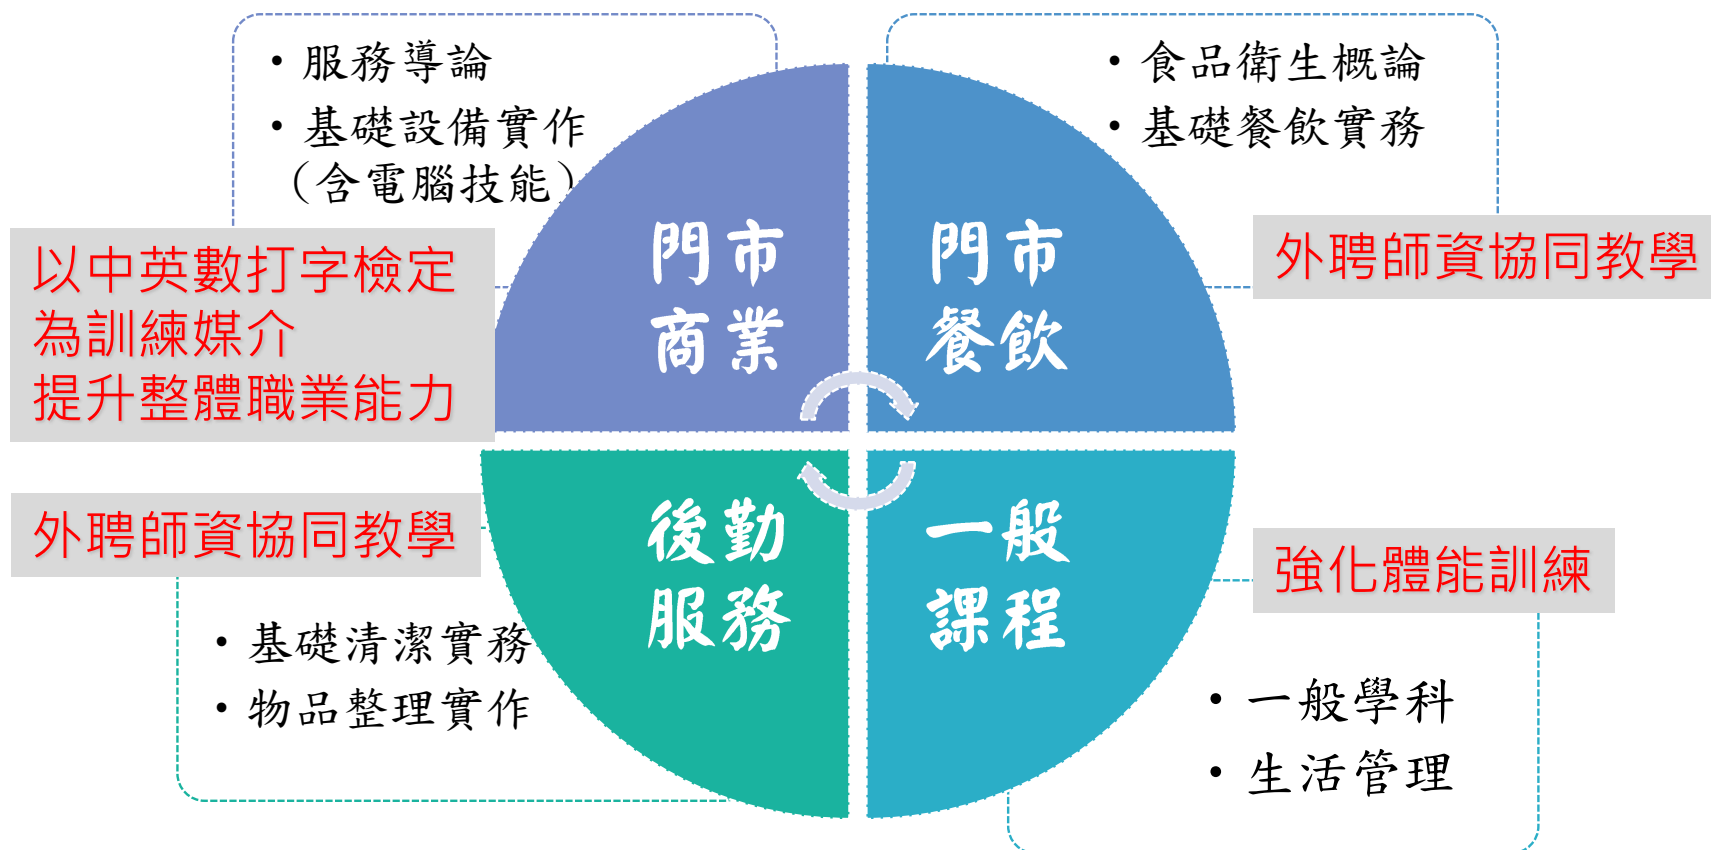 • 服務導論
• 基礎設備實作
（含電腦技能）
以中英數打字檢定
為訓練媒介
提升整體職業能力
門市
商業
• 食品衛生概論
• 基礎餐飲實務
外聘師資協同教學
門市
餐飲
外聘師資協同教學
• 基礎清潔實務
• 物品整理實作
後勤
服務
一般
課程
強化體能訓練
• 一般學科
• 生活管理